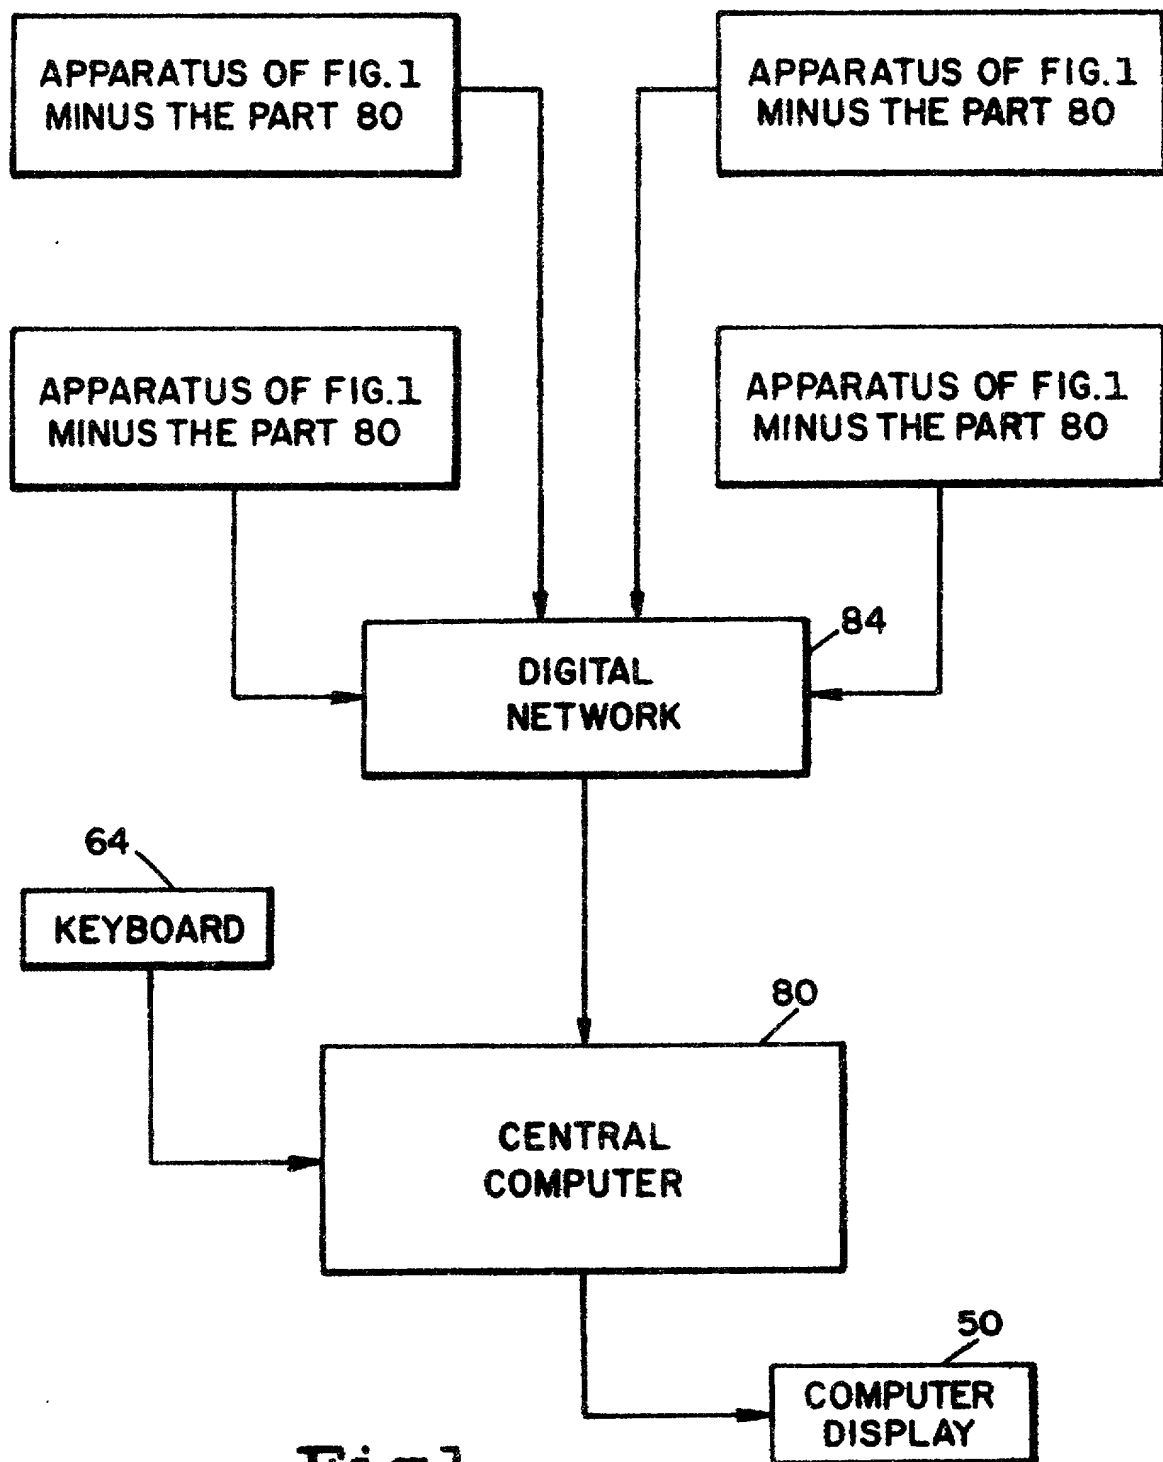 APPARATUS OF FIG.1
MINUS THE PART 80
APPARATUS OF FIG.1
MINUS THE PART 80
APPARATUS OF FIG.1
MINUS THE PART 80
APPARATUS OF FIG.1
MINUS THE PART 80
84
DIGITAL
NETWORK
64
KEYBOARD
80
CENTRAL
COMPUTER
50
COMPUTER
DISPLAY